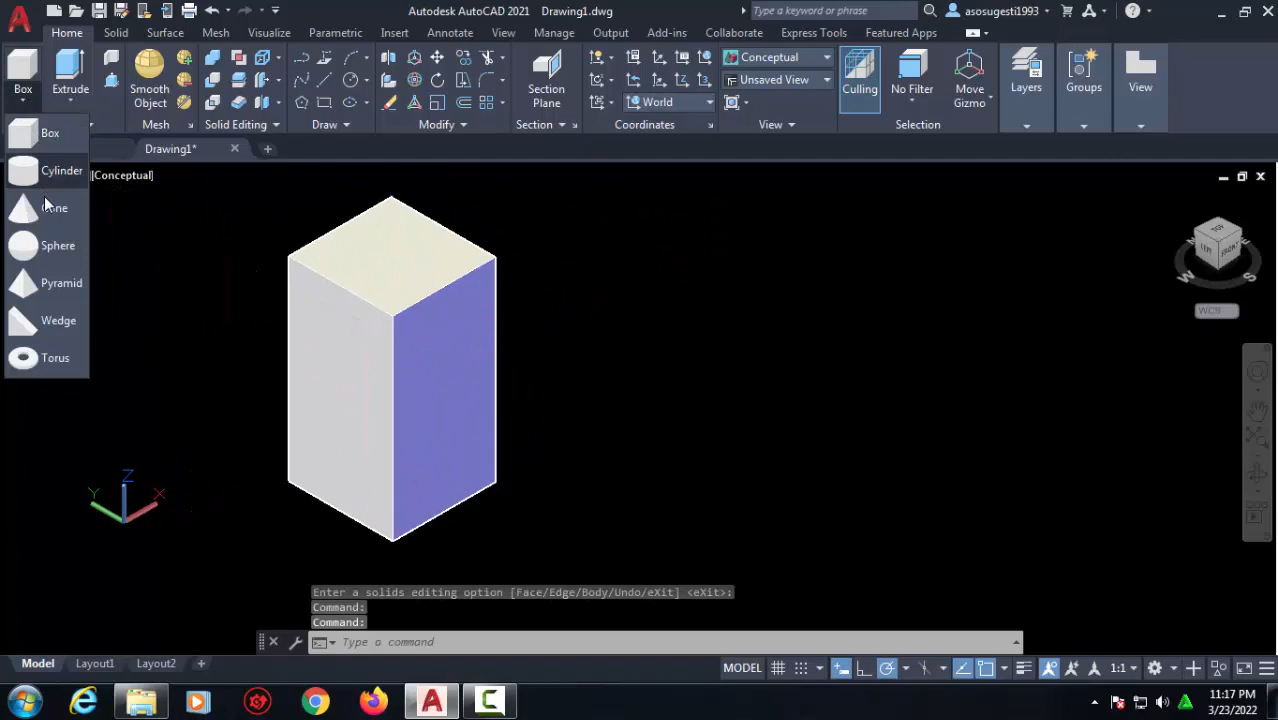 Autodesk AutoCAD 2021 Drawing1.dwg
Type a keyword or phrase
asosugesti1993
Home Solid Surface Mesh Visualize Parametric Insert Annotate View Manage Output Add-ins Collaborate Express Tools Featured Apps
Box
Extrude
Smooth Object
Mesh
Solid Editing
Draw
Modify
Section Plane
Section
World
Coordinates
Conceptual
Unsaved View
View
Culling
No Filter
Move Gizmo
Selection
Layers
Groups
View
Drawing1*
[Conceptual]
Box
Cylinder
Sphere
Pyramid
Wedge
Torus
TOP
LEFT FRONT
W S
WCS
Z
Y X
Enter a solids editing option [Face/Edge/Body/Undo/eXit] <eXit>:
Command:
Command:
Type a command
Model Layout1 Layout2
MODEL 1:1
11:17 PM
3/23/2022